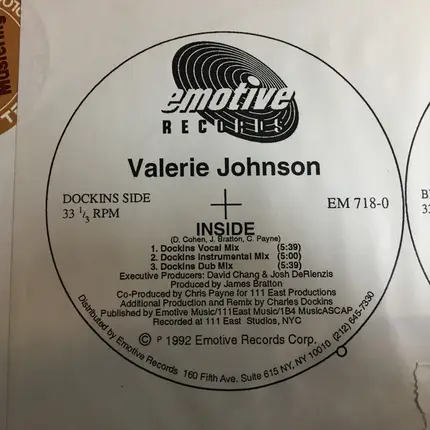 emotive
RECORDS
Valerie Johnson
DOCKINS SIDE
33 1/3 RPM
EM 718-0
INSIDE
(D. Cohen, J. Bratton, C. Payne)
1. Dockins Vocal Mix (5:39)
2. Dockins Instrumental Mix (5:00)
3. Dockins Dub Mix (5:39)
Executive Producers: David Chang & Josh DeRienzis
Produced by James Bratton
Co-Produced by Chris Payne for 111 East Productions
Additional Production and Remix by Charles Dockins
Published by Emotive Music/111East Music/1B4 MusicASCAP
Recorded at 111 East Studios, NYC
© P 1992 Emotive Records Corp.
Distributed by Emotive Records 160 Fifth Ave. Suite 615 NY, NY 10010 (212) 645-7330